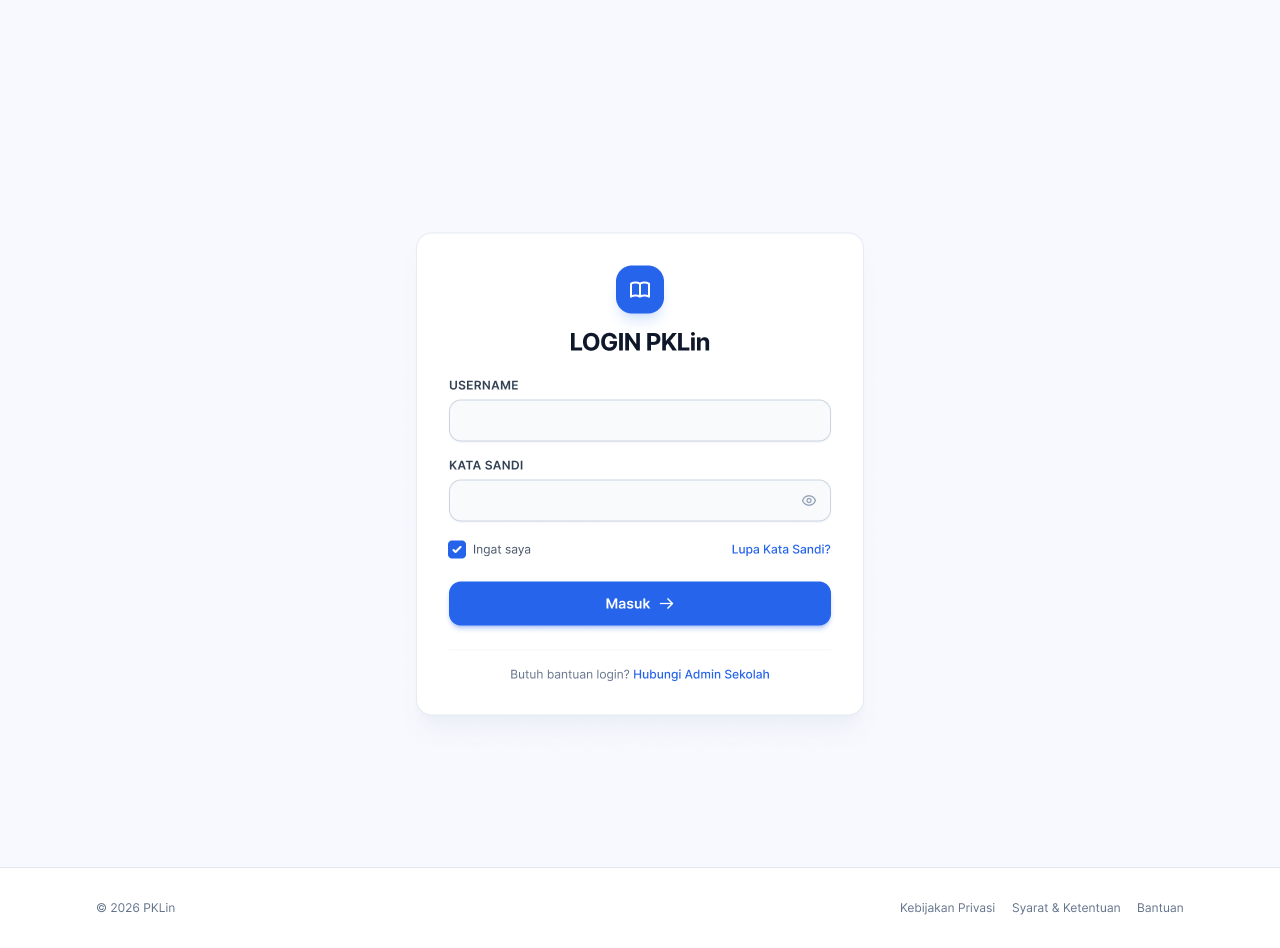 LOGIN PKLin
USERNAME
KATA SANDI
Ingat saya
Lupa Kata Sandi?
Masuk
Butuh bantuan login? Hubungi Admin Sekolah
© 2026 PKLin
Kebijakan Privasi
Syarat & Ketentuan
Bantuan